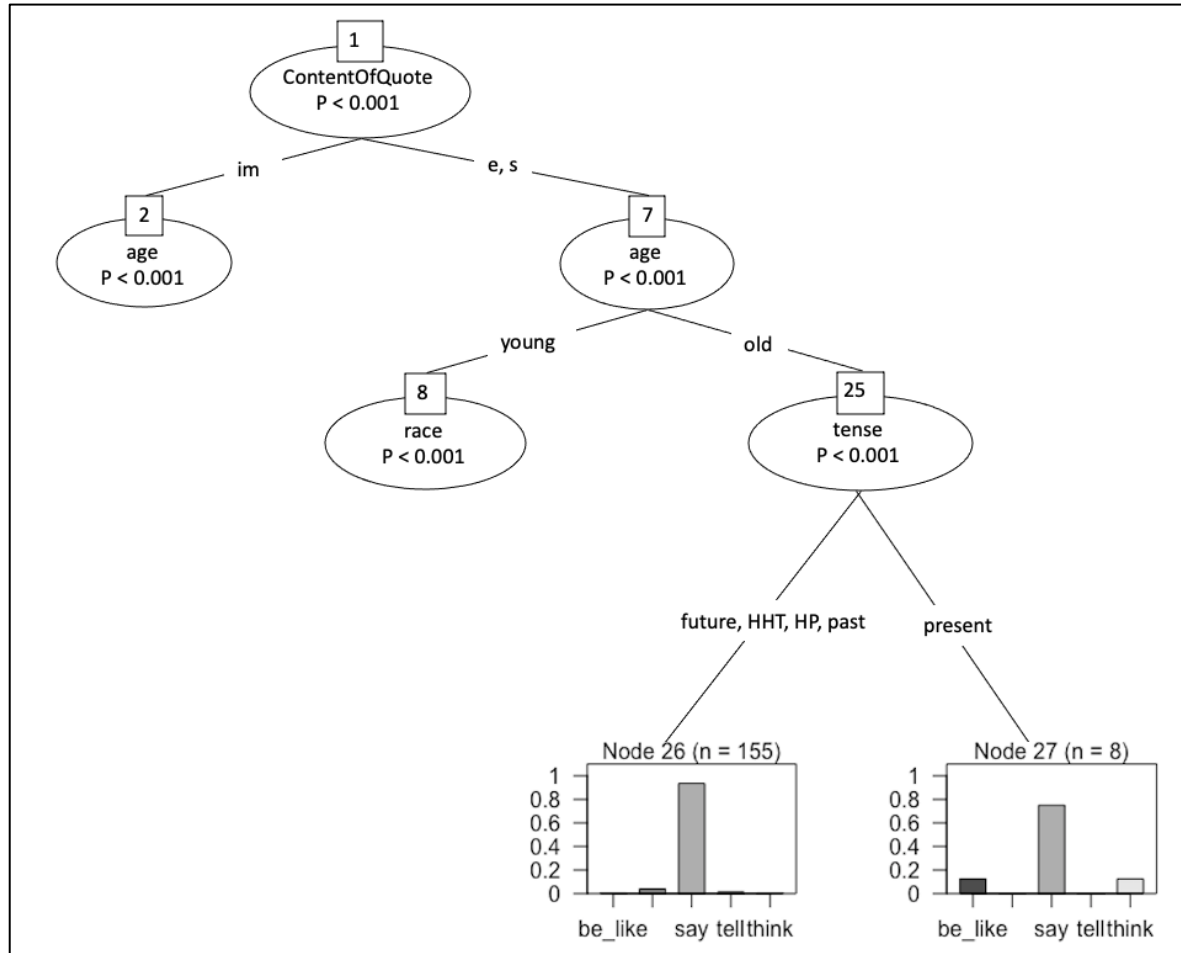 1
ContentOfQuote
P < 0.001
im
e, s
2
age
P < 0.001
7
age
P < 0.001
young
old
8
race
P < 0.001
25
tense
P < 0.001
future, HHT, HP, past
present
Node 26 (n = 155)
1
0.8
0.6
0.4
0.2
0
be_like say tell think
Node 27 (n = 8)
1
0.8
0.6
0.4
0.2
0
be_like say tell think